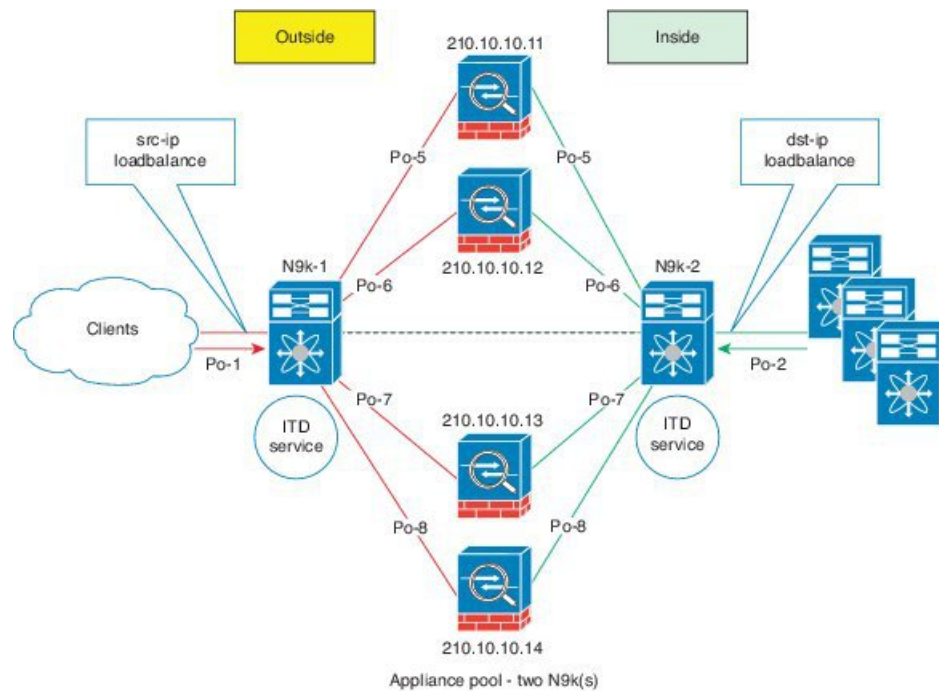 Outside
210.10.10.11
Inside
src-ip
loadbalance
dst-ip
loadbalance
Po-5
Po-5
N9k-1
Po-6
210.10.10.12
Po-6
N9k-2
Clients
Po-1
Po-2
Po-7
Po-7
ITD
service
210.10.10.13
ITD
service
Po-8
Po-8
210.10.10.14
Appliance pool - two N9k(s)